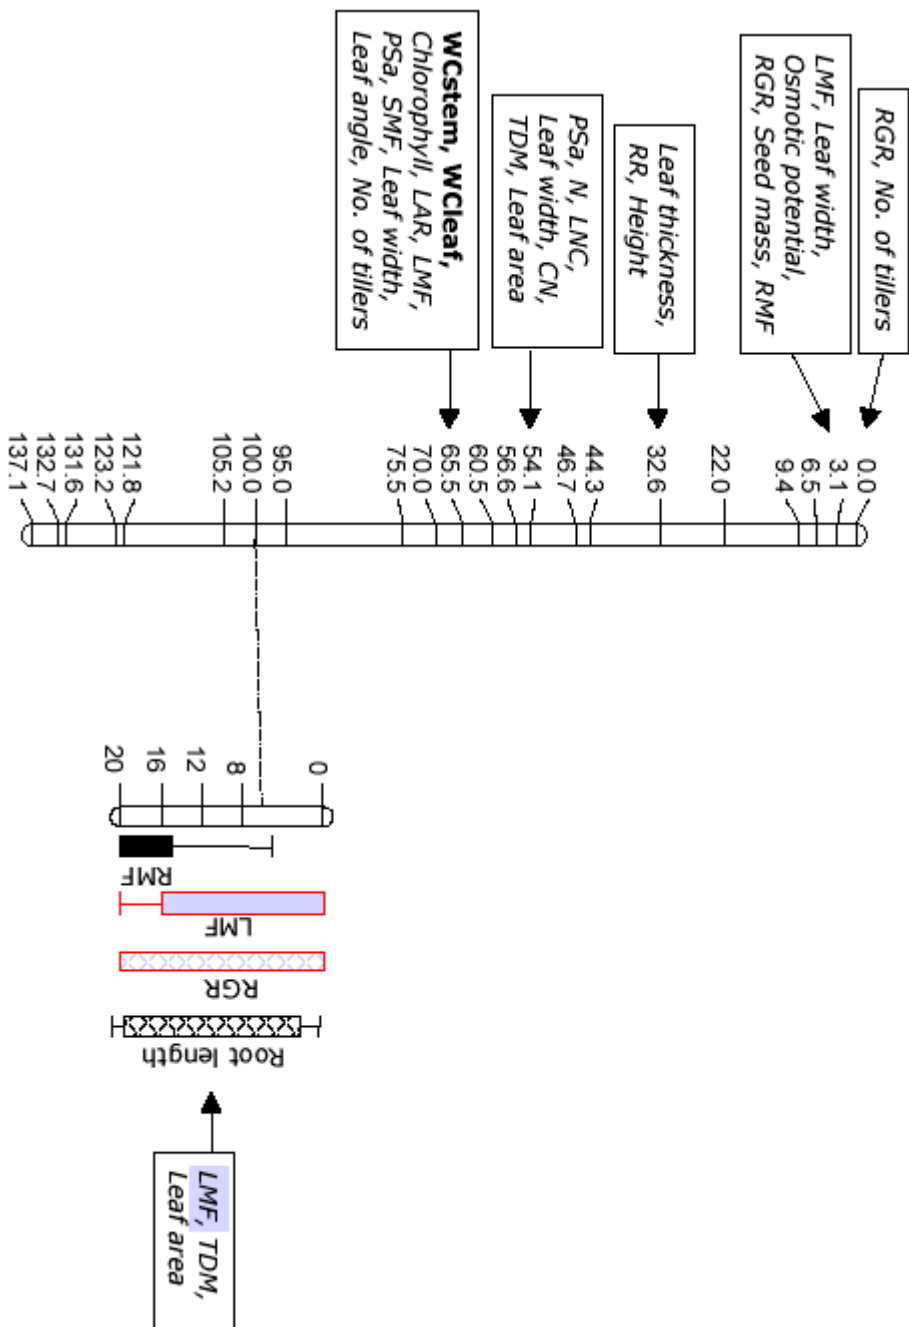 RGR, No. of tillers
LMF, Leaf width,
Osmotic potential,
RGR, Seed mass, RMF
Leaf thickness,
RR, Height
PSa, N, LNC,
Leaf width, CN,
TDM, Leaf area
WCstem, WCleaf,
Chlorophyll, LAR, LMF,
PSa, SMF, Leaf width,
Leaf angle, No. of tillers
0.0
3.1
6.5
9.4
22.0
32.6
44.3
46.7
54.1
56.6
60.5
65.5
70.0
75.5
95.0
100.0
105.2
121.8
123.2
131.6
132.7
137.1
0
8
12
16
20
RMF
LMF
RGR
Root length
LMF, TDM,
Leaf area